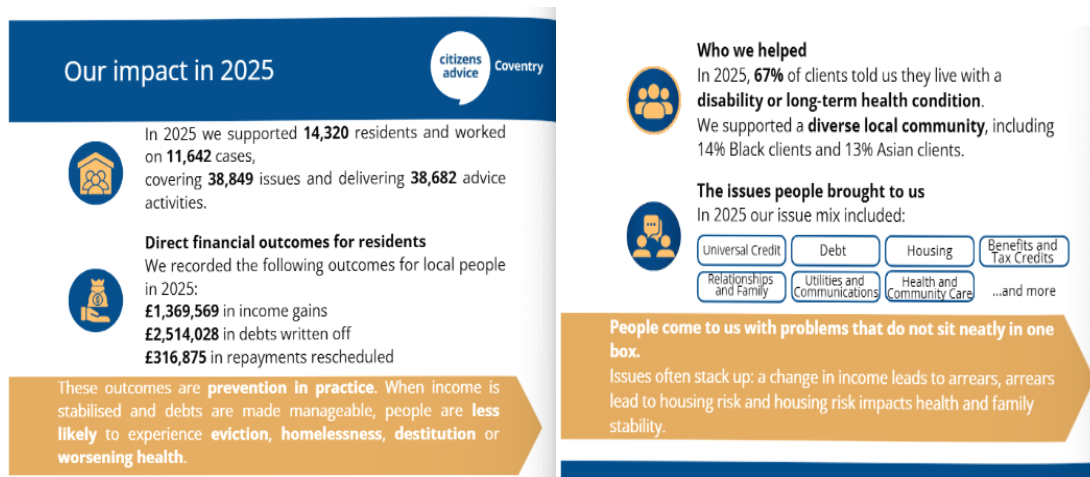 Our impact in 2025
citizens
advice
Coventry
In 2025 we supported 14,320 residents and worked
on 11,642 cases,
covering 38,849 issues and delivering 38,682 advice
activities.
Direct financial outcomes for residents
We recorded the following outcomes for local people
in 2025:
£1,369,569 in income gains
£2,514,028 in debts written off
£316,875 in repayments rescheduled
These outcomes are prevention in practice. When income is
stabilised and debts are made manageable, people are less
likely to experience eviction, homelessness, destitution or
worsening health.
Who we helped
In 2025, 67% of clients told us they live with a
disability or long-term health condition.
We supported a diverse local community, including
14% Black clients and 13% Asian clients.
The issues people brought to us
In 2025 our issue mix included:
Universal Credit
Debt
Housing
Benefits and
Tax Credits
Relationships
and Family
Utilities and
Communications
Health and
Community Care
...and more
People come to us with problems that do not sit neatly in one
box.
Issues often stack up: a change in income leads to arrears, arrears
lead to housing risk and housing risk impacts health and family
stability.